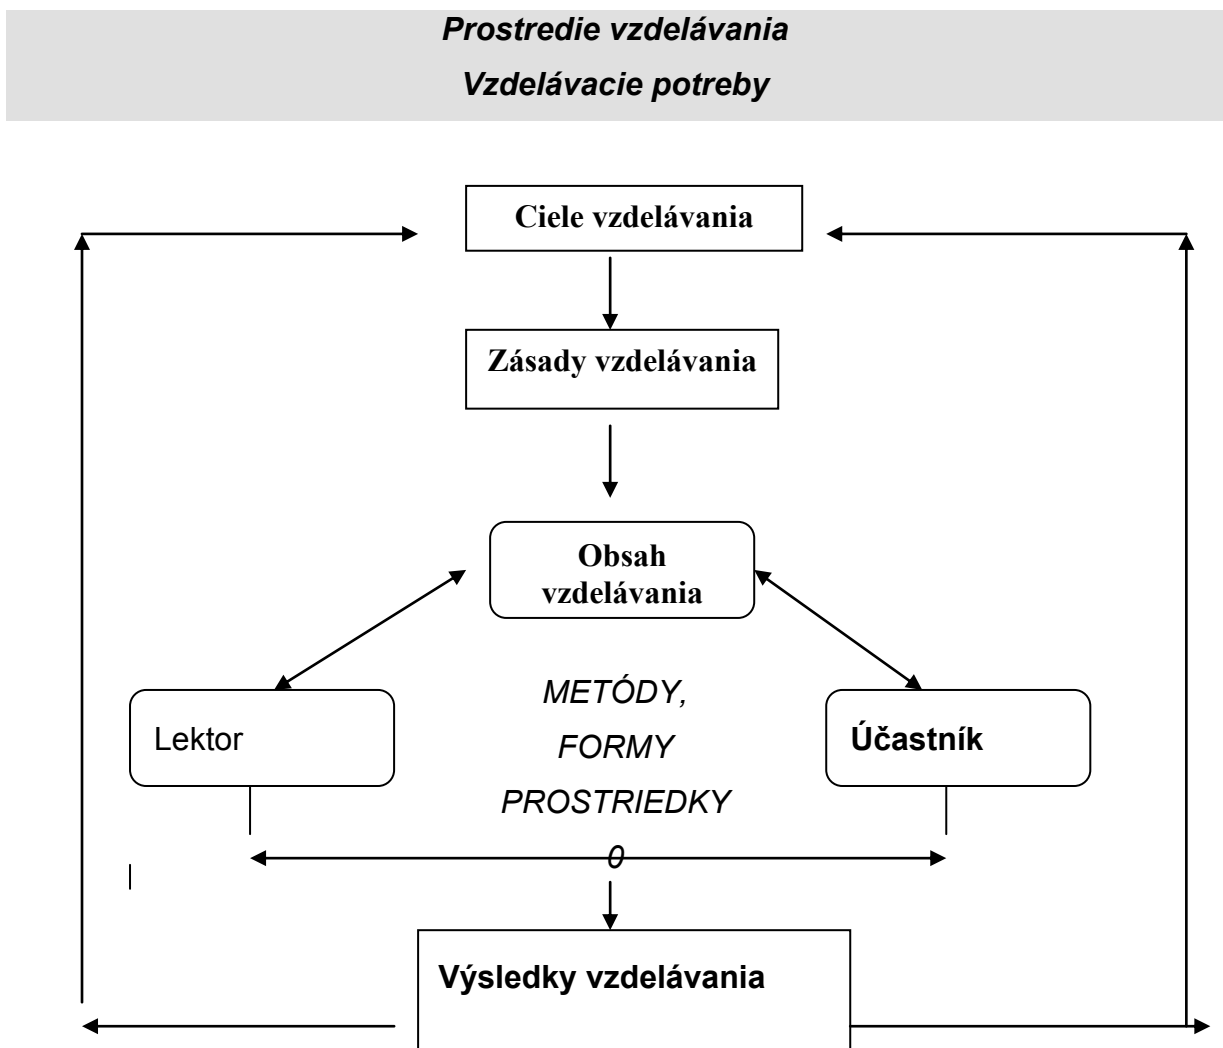 Prostredie vzdelávania
Vzdelávacie potreby
Ciele vzdelávania
Zásady vzdelávania
Obsah
vzdelávania
METÓDY,
Lektor
FORMY
Účastník
PROSTRIEDKY
0
Výsledky vzdelávania